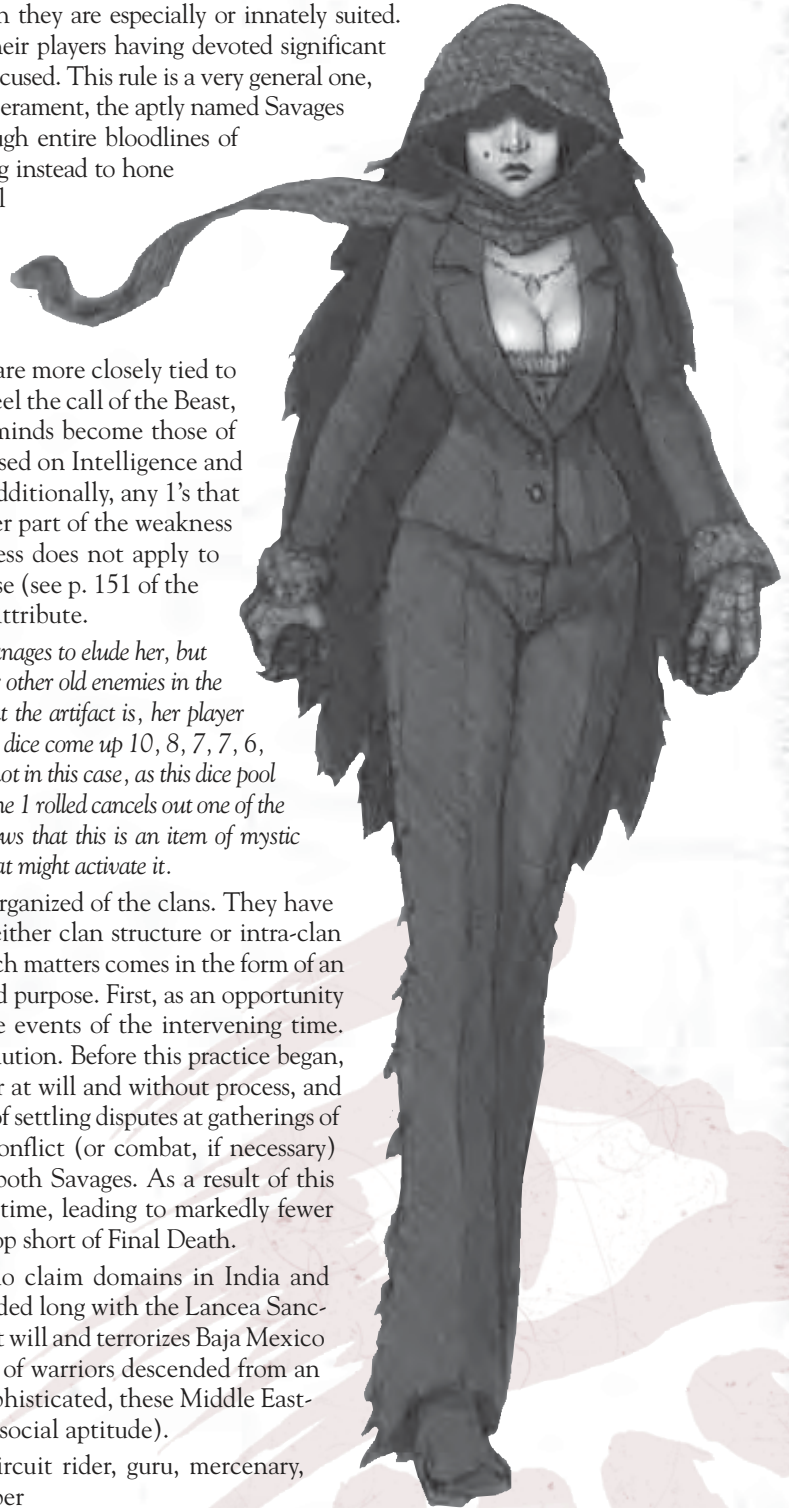 n they are especially or innately suited.
heir players having devoted significant
cused. This rule is a very general one,
perament, the aptly named Savages
ugh entire bloodlines of
g instead to hone
l
are more closely tied to
eel the call of the Beast,
minds become those of
sed on Intelligence and
dditionally, any 1's that
er part of the weakness
ess does not apply to
se (see p. 151 of the
attribute.
anages to elude her, but
r other old enemies in the
t the artifact is, her player
dice come up 10, 8, 7, 7, 6,
not in this case, as this dice pool
he 1 rolled cancels out one of the
ws that this is an item of mystic
at might activate it.
rganized of the clans. They have
either clan structure or intra-clan
ch matters comes in the form of an
d purpose. First, as an opportunity
e events of the intervening time.
lution. Before this practice began,
r at will and without process, and
of settling disputes at gatherings of
onflict (or combat, if necessary)
both Savages. As a result of this
time, leading to markedly fewer
op short of Final Death.
o claim domains in India and
ded long with the Lancea Sanc-
t will and terrorizes Baja Mexico
of warriors descended from an
phisticated, these Middle East-
social aptitude).
ircuit rider, guru, mercenary,
per